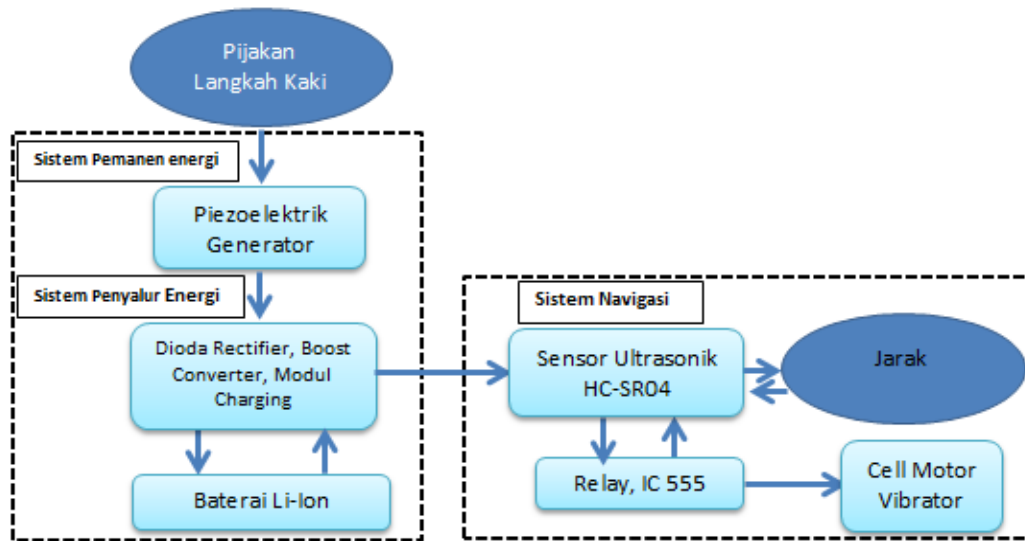 Pijakan
Langkah Kaki
Sistem Pemanen energi
Piezoelektrik
Generator
Sistem Penyalur Energi
Dioda Rectifier, Boost
Converter, Modul
Charging
Baterai Li-Ion
Sistem Navigasi
Sensor Ultrasonik
HC-SR04
Jarak
Relay, IC 555
Cell Motor
Vibrator